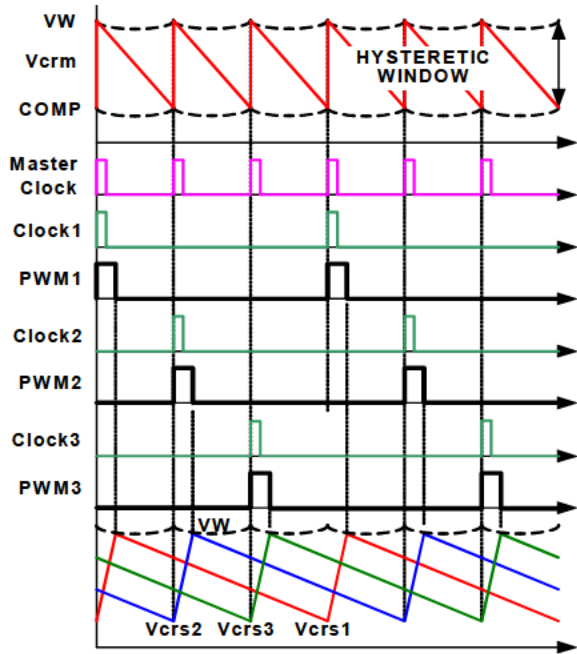 VW
Vcrm
HYSTERETIC
WINDOW
COMP
Master
Clock
Clock1
PWM1
Clock2
PWM2
Clock3
PWM3
VW
Vcrs2 Vcrs3 Vcrs1